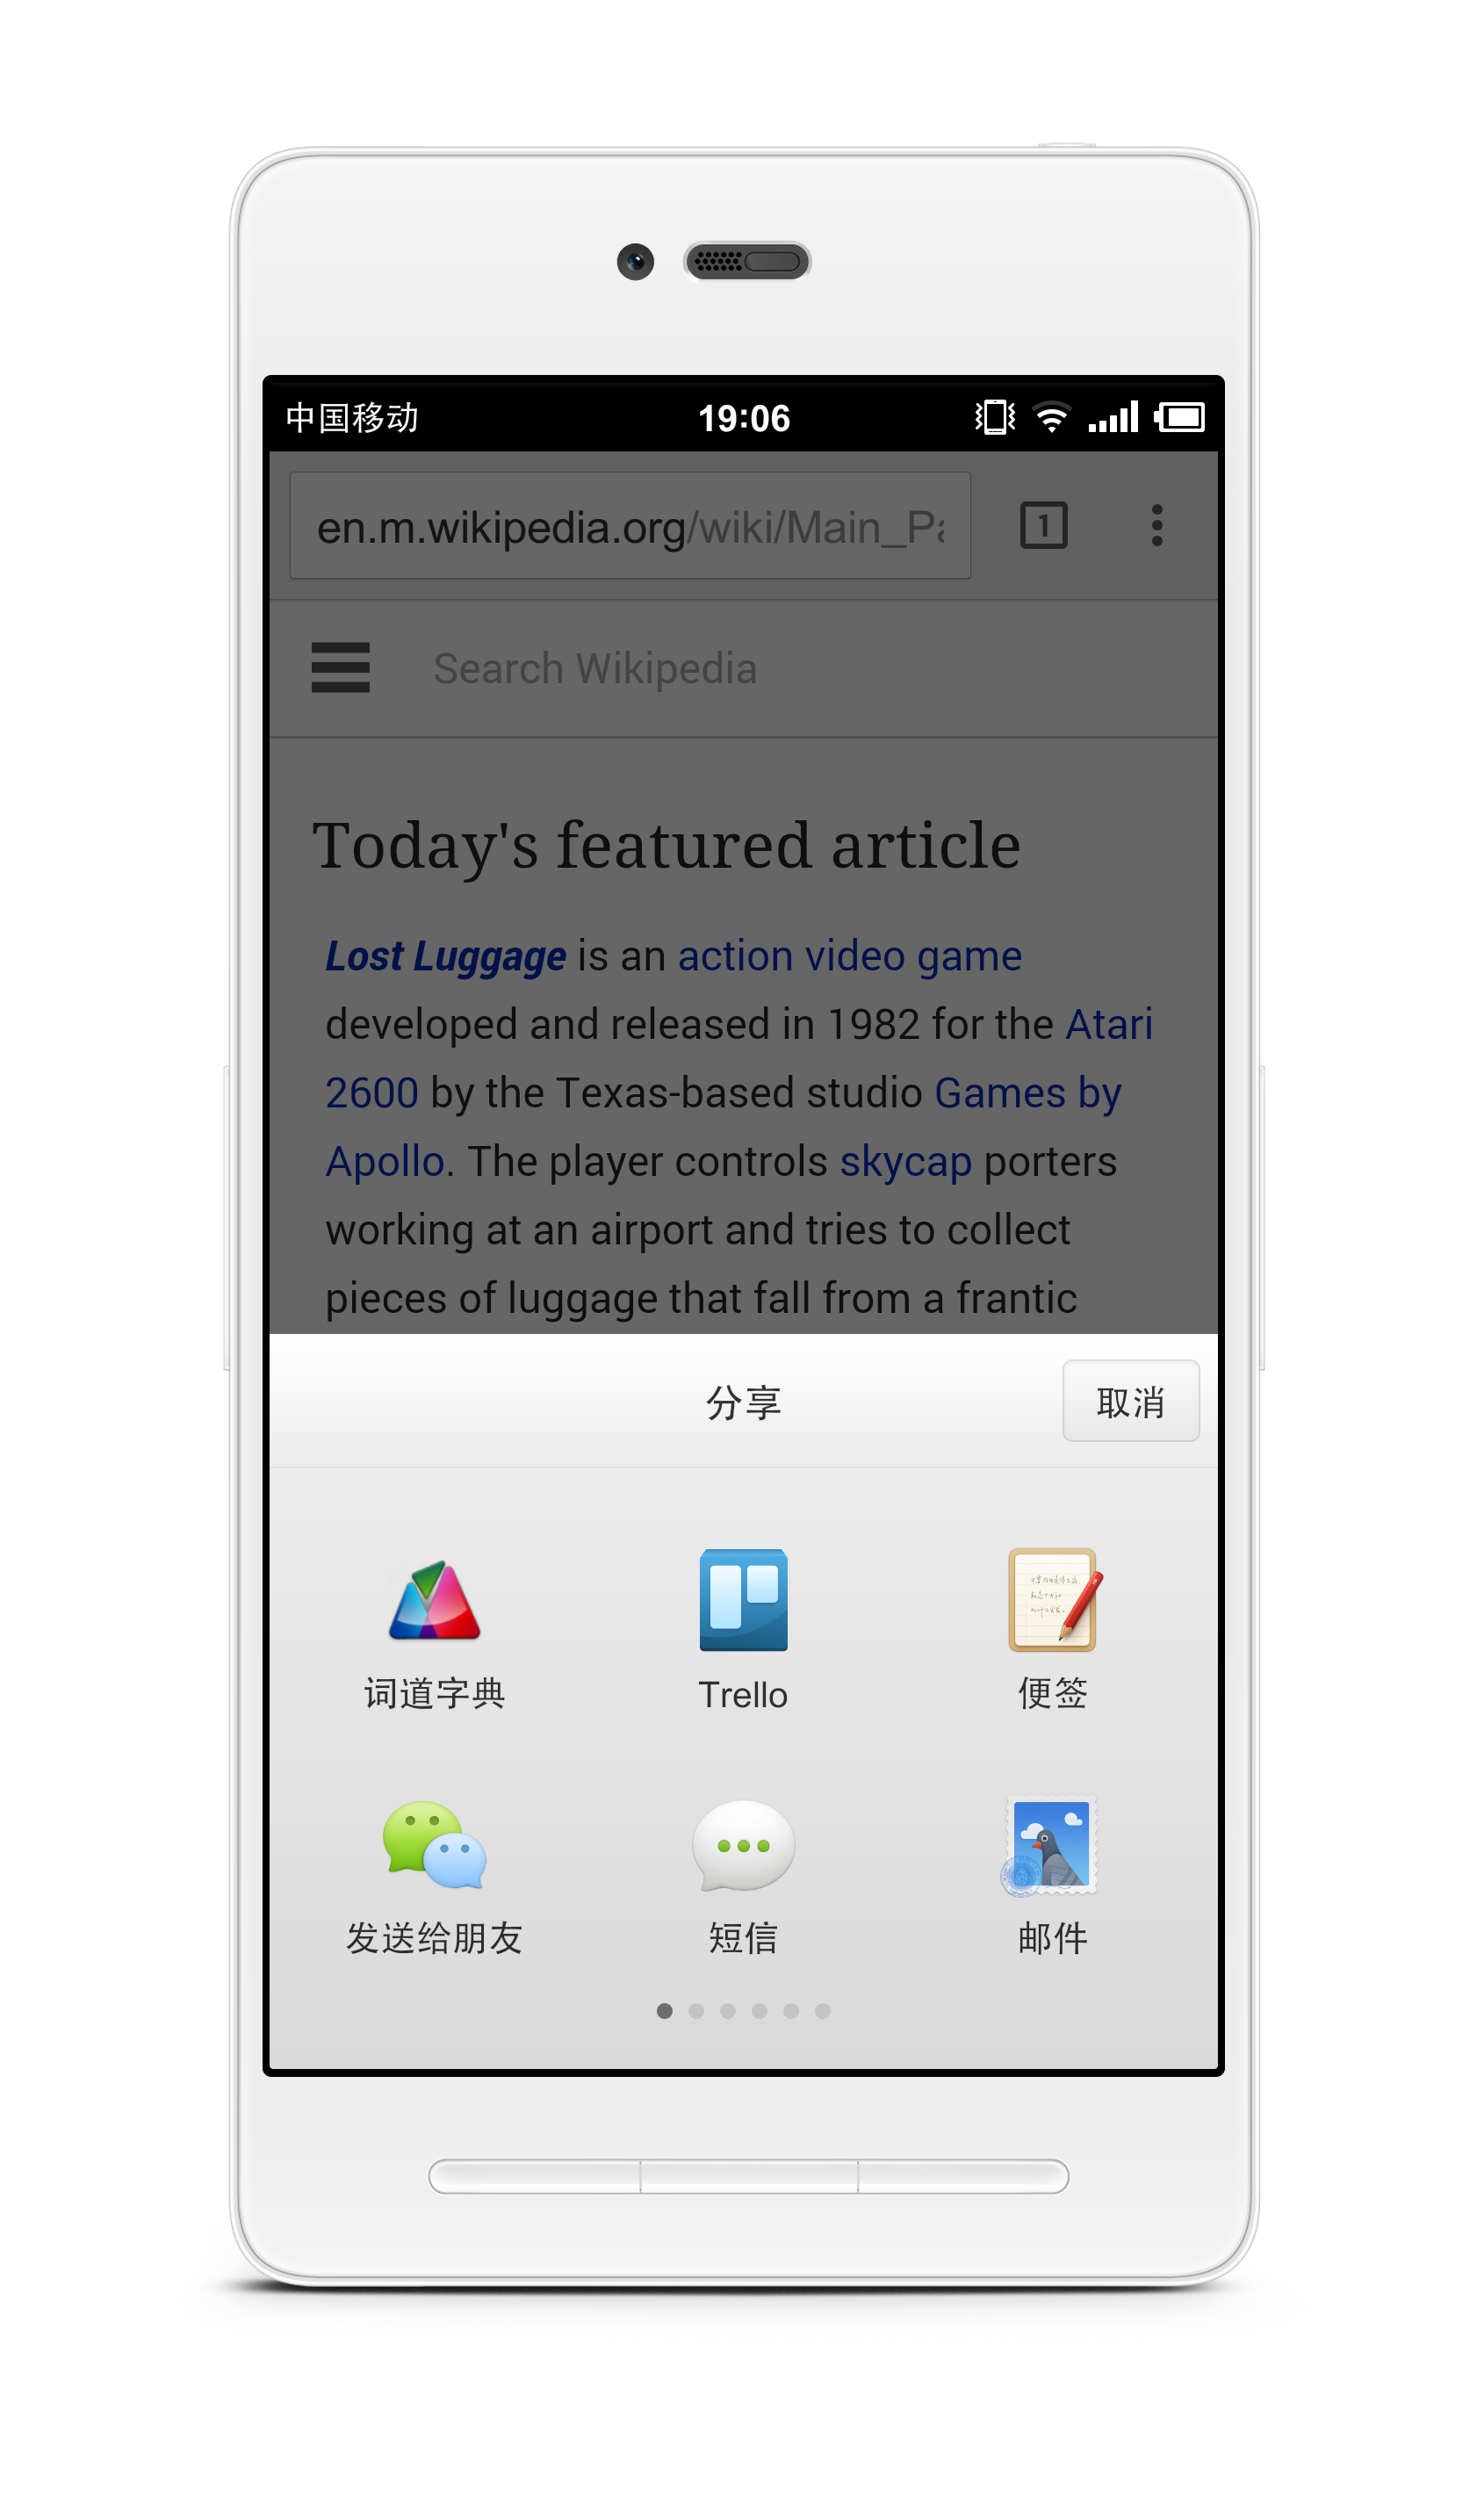 中国移动 19:06
en.m.wikipedia.org/wiki/Main_Pa
1
Search Wikipedia
Today's featured article
Lost Luggage is an action video game
developed and released in 1982 for the Atari
2600 by the Texas-based studio Games by
Apollo. The player controls skycap porters
working at an airport and tries to collect
pieces of luggage that fall from a frantic
分享 取消
词道字典 Trello 便签
发送给朋友 短信 邮件